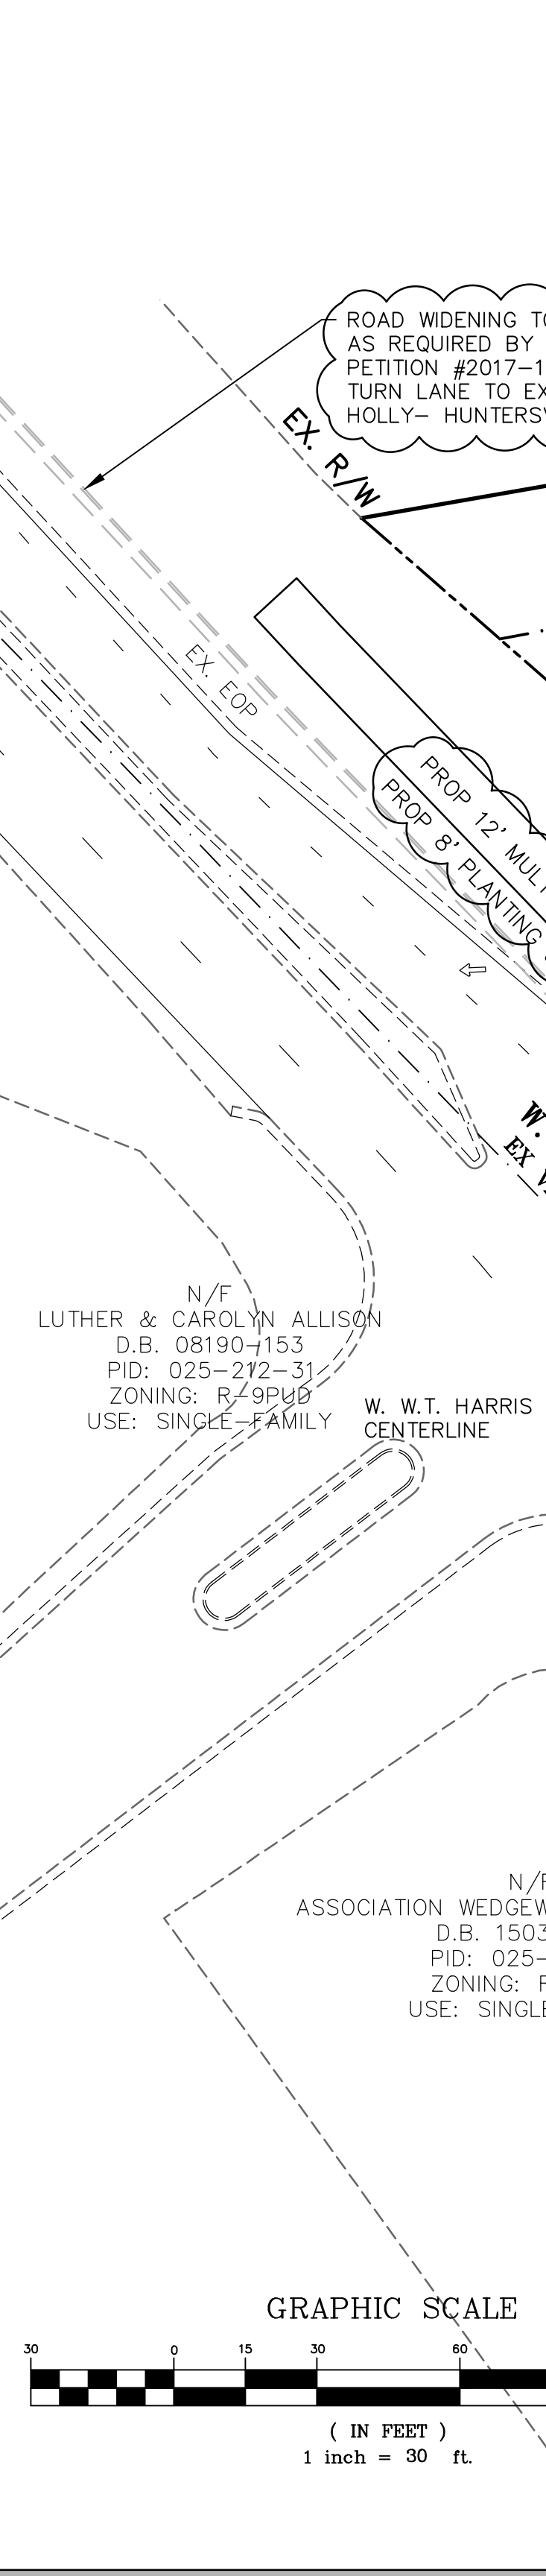 ROAD WIDENING TO
AS REQUIRED BY
PETITION #2017-1
TURN LANE TO EX
HOLLY- HUNTERSV
EX. R/W
EX. EOP
PROP 12' MULT
PROP 8' PLANTING
W.
EX W
N/F
LUTHER & CAROLYN ALLISON
D.B. 08190-153
PID: 025-212-31
ZONING: R-9PUD
USE: SINGLE-FAMILY
W. W.T. HARRIS
CENTERLINE
N/F
ASSOCIATION WEDGEW
D.B. 1503
PID: 025-
ZONING:
USE: SINGLE
GRAPHIC SCALE
30 0 15 30 60
( IN FEET )
1 inch = 30 ft.